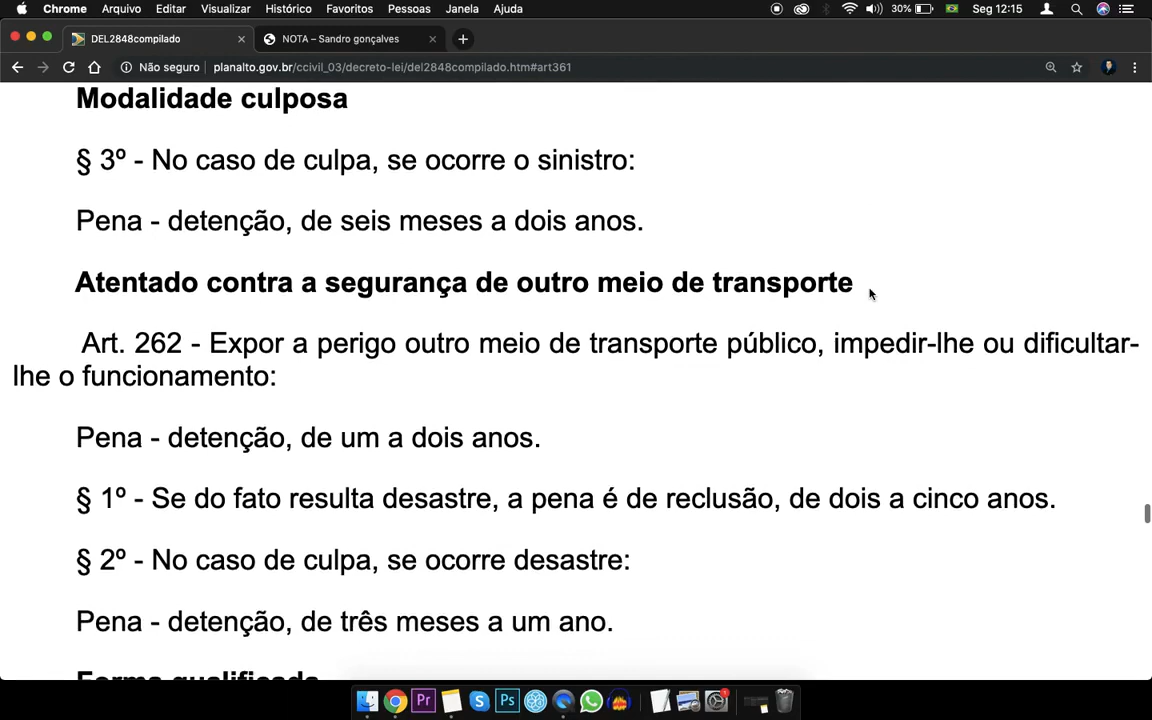 Chrome Arquivo Editar Visualizar Histórico Favoritos Pessoas Janela Ajuda 30% Seg 12:15
DEL2848compilado NOTA – Sandro gonçalves
Não seguro planalto.gov.br/ccivil_03/decreto-lei/del2848compilado.htm#art361
Modalidade culposa
§ 3º - No caso de culpa, se ocorre o sinistro:
Pena - detenção, de seis meses a dois anos.
Atentado contra a segurança de outro meio de transporte
Art. 262 - Expor a perigo outro meio de transporte público, impedir-lhe ou dificultar-
lhe o funcionamento:
Pena - detenção, de um a dois anos.
§ 1º - Se do fato resulta desastre, a pena é de reclusão, de dois a cinco anos.
§ 2º - No caso de culpa, se ocorre desastre:
Pena - detenção, de três meses a um ano.
Forma qualificada
Pr Ps 1